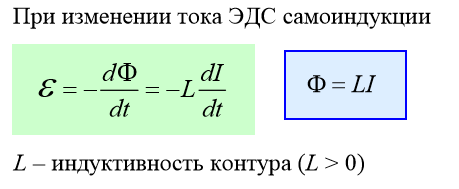 При изменении тока ЭДС самоиндукции
ℰ = −dΦ/dt = −L dI/dt
Φ = LI
L – индуктивность контура (L > 0)